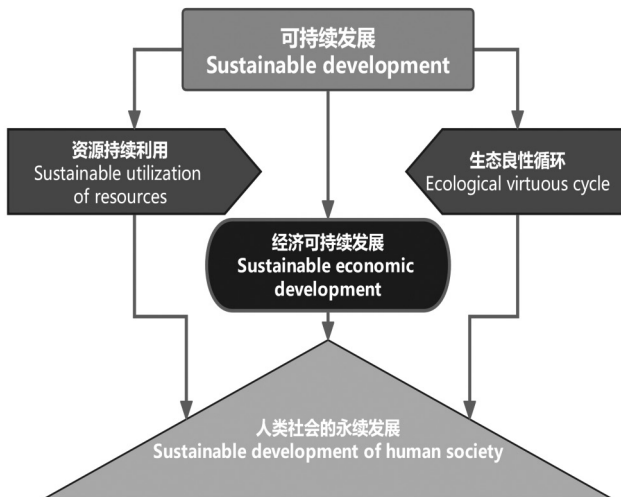 可持续发展
Sustainable development
资源持续利用
Sustainable utilization
of resources
生态良性循环
Ecological virtuous cycle
经济可持续发展
Sustainable economic
development
人类社会的永续发展
Sustainable development of human society